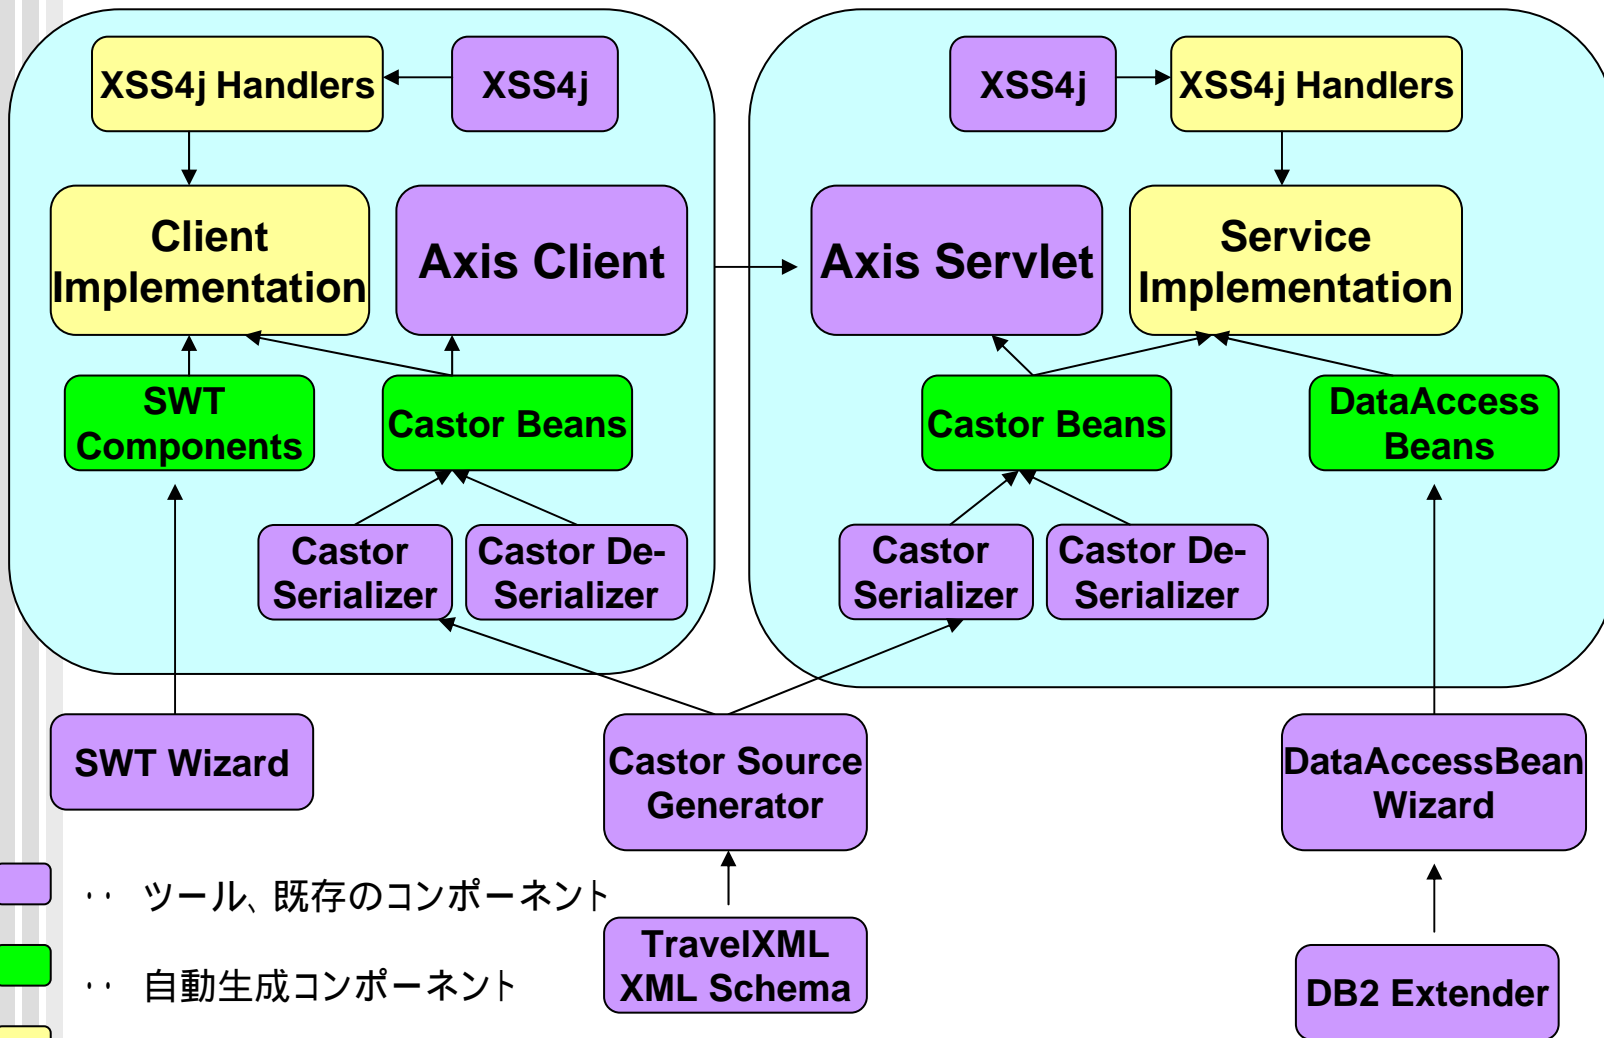 XSS4j Handlers
XSS4j
XSS4j
XSS4j Handlers
Client
Implementation
Axis Client
Axis Servlet
Service
Implementation
SWT
Components
Castor Beans
Castor Beans
DataAccess
Beans
Castor
Serializer
Castor De-
Serializer
Castor
Serializer
Castor De-
Serializer
SWT Wizard
Castor Source
Generator
DataAccessBean
Wizard
‥ ツール、既存のコンポーネント
TravelXML
XML Schema
‥ 自動生成コンポーネント
DB2 Extender